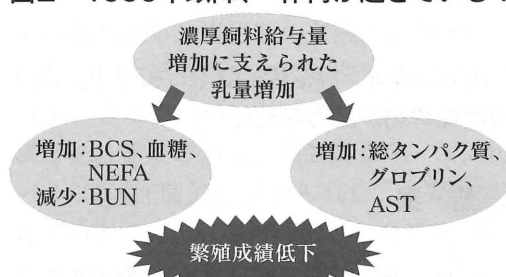 濃厚飼料給与量
増加に支えられた
乳量増加
増加:BCS、血糖、
NEFA
減少:BUN
増加:総タンパク質、
グロブリン、
AST
繁殖成績低下